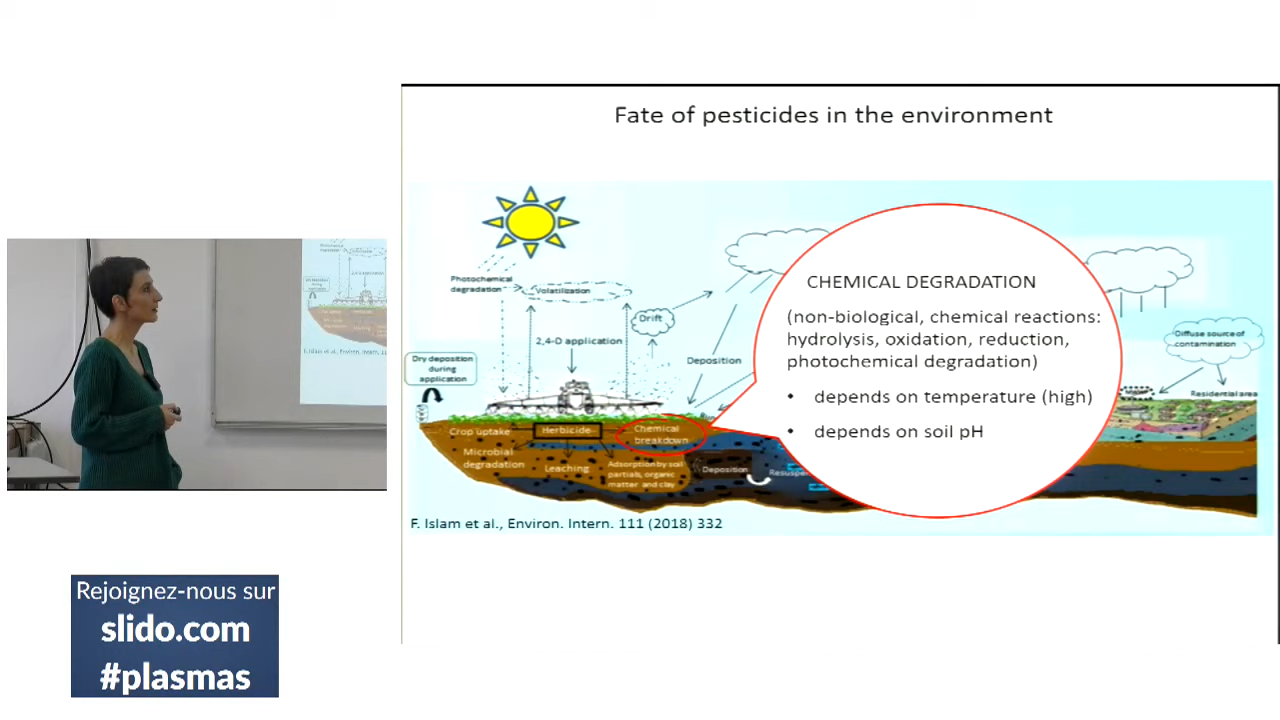 Fate of pesticides in the environment
Photochemical
degradation
Volatilization
Drift
2,4-D application
Deposition
Dry deposition
during
application
Crop uptake
Herbicide
Chemical
breakdown
Microbial
degradation
Leaching
Adsorption by soil
partials, organic
matter and clay
Deposition
CHEMICAL DEGRADATION
(non-biological, chemical reactions:
hydrolysis, oxidation, reduction,
photochemical degradation)
• depends on temperature (high)
• depends on soil pH
Diffuse source of
contamination
Residential area
F. Islam et al., Environ. Intern. 111 (2018) 332
Rejoignez-nous sur
slido.com
#plasmas